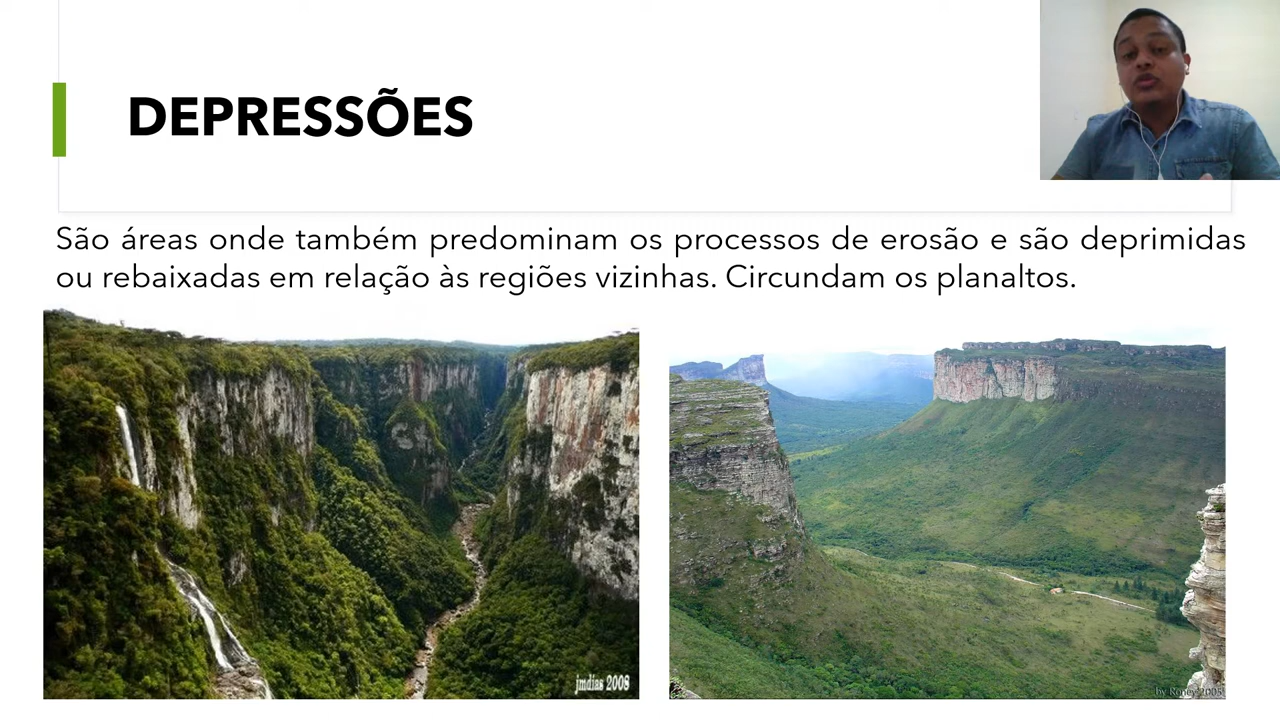 DEPRESSÕES
São áreas onde também predominam os processos de erosão e são deprimidas
ou rebaixadas em relação às regiões vizinhas. Circundam os planaltos.
jmdias 2008